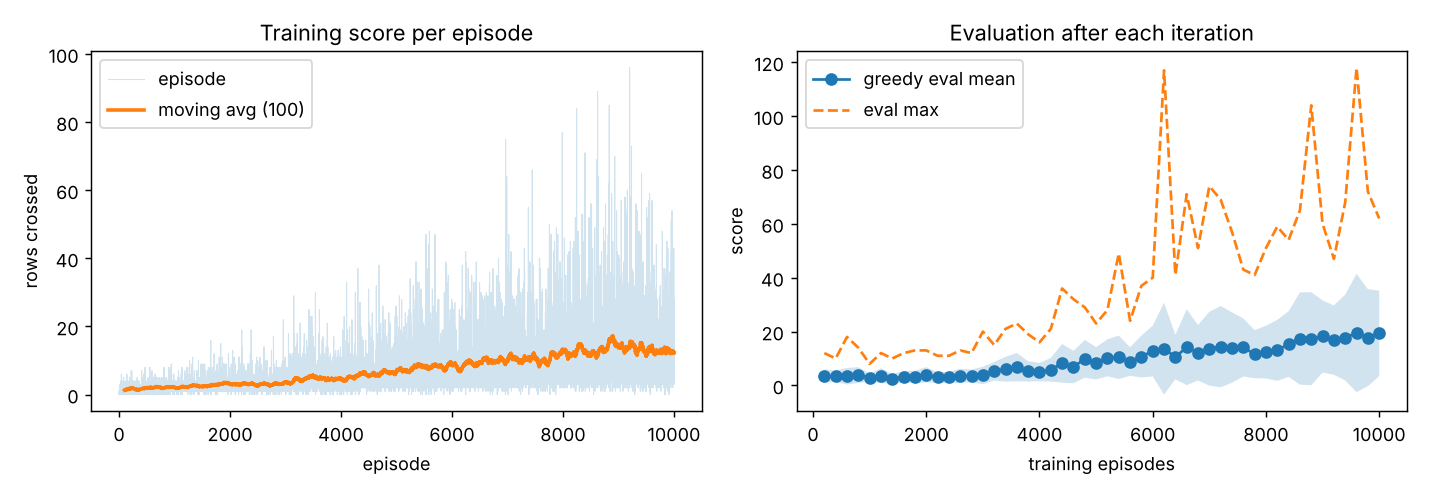 Training score per episode
100
80
60
40
20
0
rows crossed
episode
moving avg (100)
0
2000
4000
6000
8000
10000
episode
Evaluation after each iteration
120
100
80
60
40
20
0
score
greedy eval mean
eval max
0
2000
4000
6000
8000
10000
training episodes